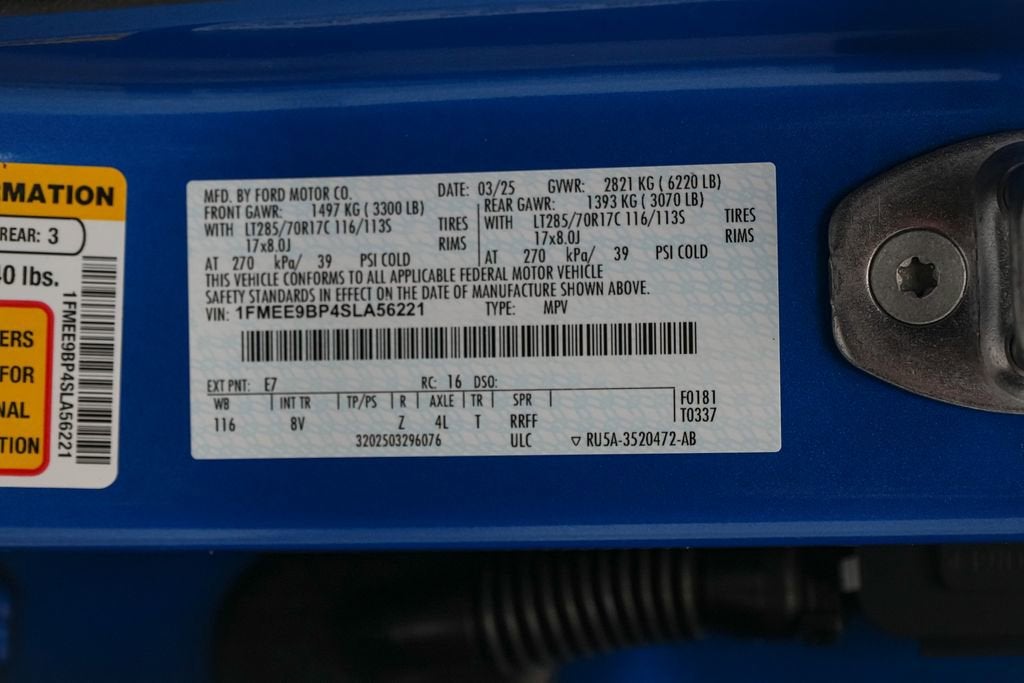 MATION
REAR: 3
0 lbs.
ERS
FOR
NAL
TION
1FMEE9BP4SLA56221
MFD. BY FORD MOTOR CO. DATE: 03/25 GVWR: 2821 KG ( 6220 LB)
FRONT GAWR: 1497 KG ( 3300 LB) REAR GAWR: 1393 KG ( 3070 LB)
WITH LT285/70R17C 116/113S TIRES WITH LT285/70R17C 116/113S TIRES
17x8.0J RIMS 17x8.0J RIMS
AT 270 kPa/ 39 PSI COLD AT 270 kPa/ 39 PSI COLD
THIS VEHICLE CONFORMS TO ALL APPLICABLE FEDERAL MOTOR VEHICLE
SAFETY STANDARDS IN EFFECT ON THE DATE OF MANUFACTURE SHOWN ABOVE.
VIN: 1FMEE9BP4SLA56221 TYPE: MPV
EXT PNT: E7 RC: 16 DSO:
WB INT TR TP/PS R AXLE TR SPR F0181
116 8V Z 4L T RRFF T0337
3202503296076 ULC ▽ RU5A-3520472-AB